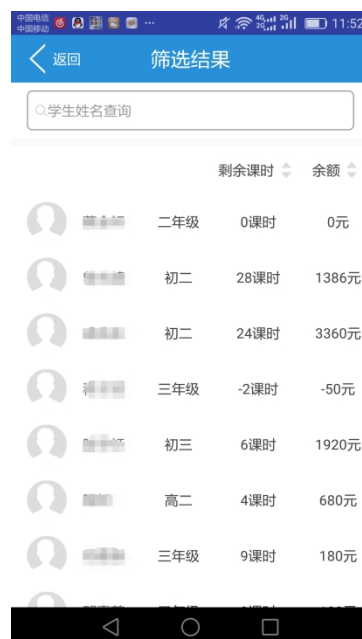 中国电信
中国移动
4G 2G
4G 2G
11:52
返回
筛选结果
学生姓名查询
剩余课时 余额
二年级 0课时 0元
初二 28课时 1386元
初二 24课时 3360元
三年级 -2课时 -50元
初三 6课时 1920元
高二 4课时 680元
三年级 9课时 180元